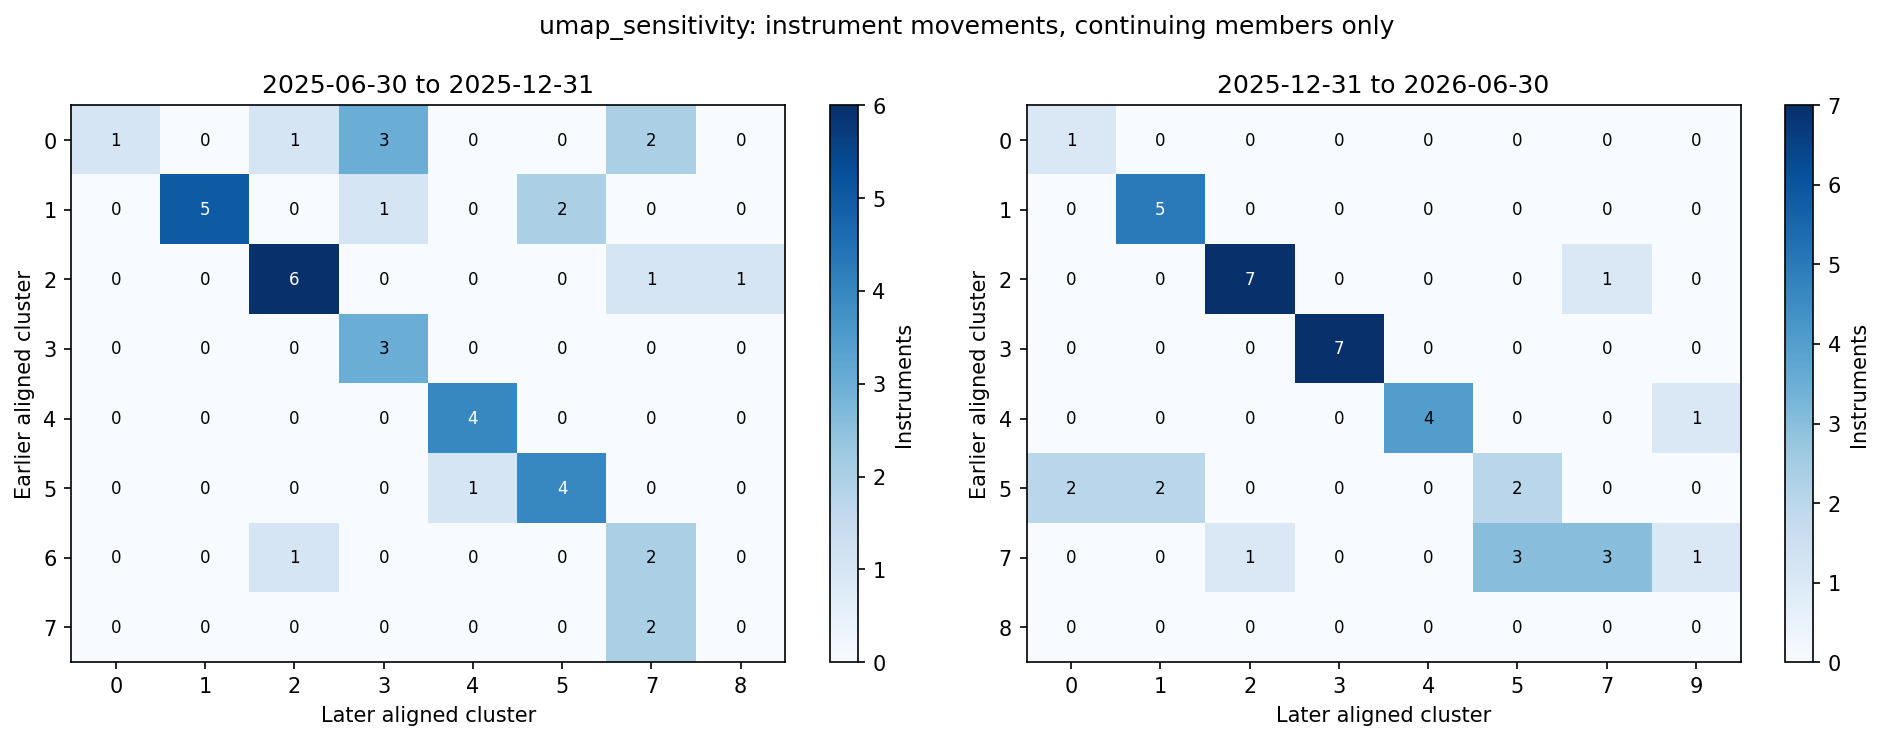 umap_sensitivity: instrument movements, continuing members only
2025-06-30 to 2025-12-31
0 1 0 1 3 0 0 2 0
1 0 5 0 1 0 2 0 0
2 0 0 6 0 0 0 1 1
3 0 0 0 3 0 0 0 0
4 0 0 0 0 4 0 0 0
5 0 0 0 0 1 4 0 0
6 0 0 1 0 0 0 2 0
7 0 0 0 0 0 0 2 0
0 1 2 3 4 5 7 8
Earlier aligned cluster
Later aligned cluster
6
5
4
3
2
1
0
Instruments
2025-12-31 to 2026-06-30
0 1 0 0 0 0 0 0 0
1 0 5 0 0 0 0 0 0
2 0 0 7 0 0 0 1 0
3 0 0 0 7 0 0 0 0
4 0 0 0 0 4 0 0 1
5 2 2 0 0 0 2 0 0
7 0 0 1 0 0 3 3 1
8 0 0 0 0 0 0 0 0
0 1 2 3 4 5 7 9
Earlier aligned cluster
Later aligned cluster
7
6
5
4
3
2
1
0
Instruments